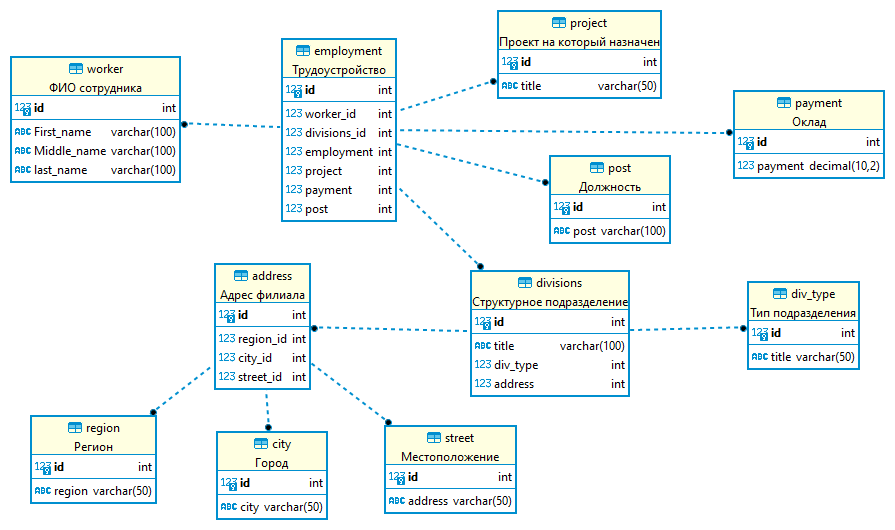 worker
ФИО сотрудника
123 id int
ABC First_name varchar(100)
ABC Middle_name varchar(100)
ABC last_name varchar(100)
employment
Трудоустройство
123 id int
123 worker_id int
123 divisions_id int
123 employment int
123 project int
123 payment int
123 post int
project
Проект на который назначен
123 id int
ABC title varchar(50)
payment
Оклад
123 id int
123 payment decimal(10,2)
post
Должность
123 id int
ABC post varchar(100)
address
Адрес филиала
123 id int
123 region_id int
123 city_id int
123 street_id int
divisions
Структурное подразделение
123 id int
ABC title varchar(100)
123 div_type int
123 address int
div_type
Тип подразделения
123 id int
ABC title varchar(50)
region
Регион
123 id int
ABC region varchar(50)
city
Город
123 id int
ABC city varchar(50)
street
Местоположение
123 id int
ABC address varchar(50)